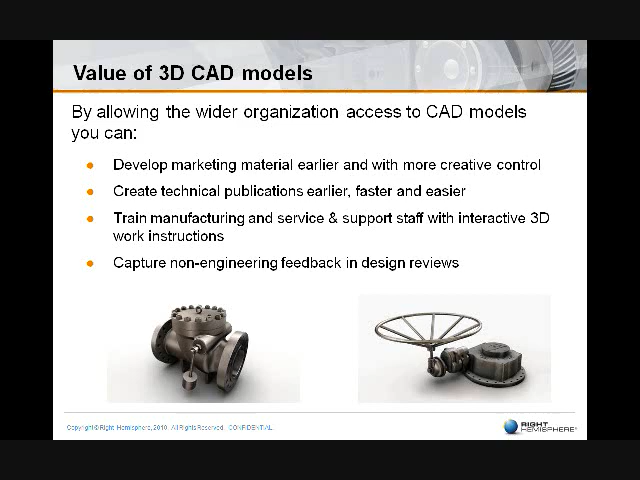 Value of 3D CAD models
By allowing the wider organization access to CAD models
you can:
Develop marketing material earlier and with more creative control
Create technical publications earlier, faster and easier
Train manufacturing and service & support staff with interactive 3D
work instructions
Capture non-engineering feedback in design reviews
Copyright © Right Hemisphere, 2010. All Rights Reserved. CONFIDENTIAL.
RIGHT
HEMISPHERE